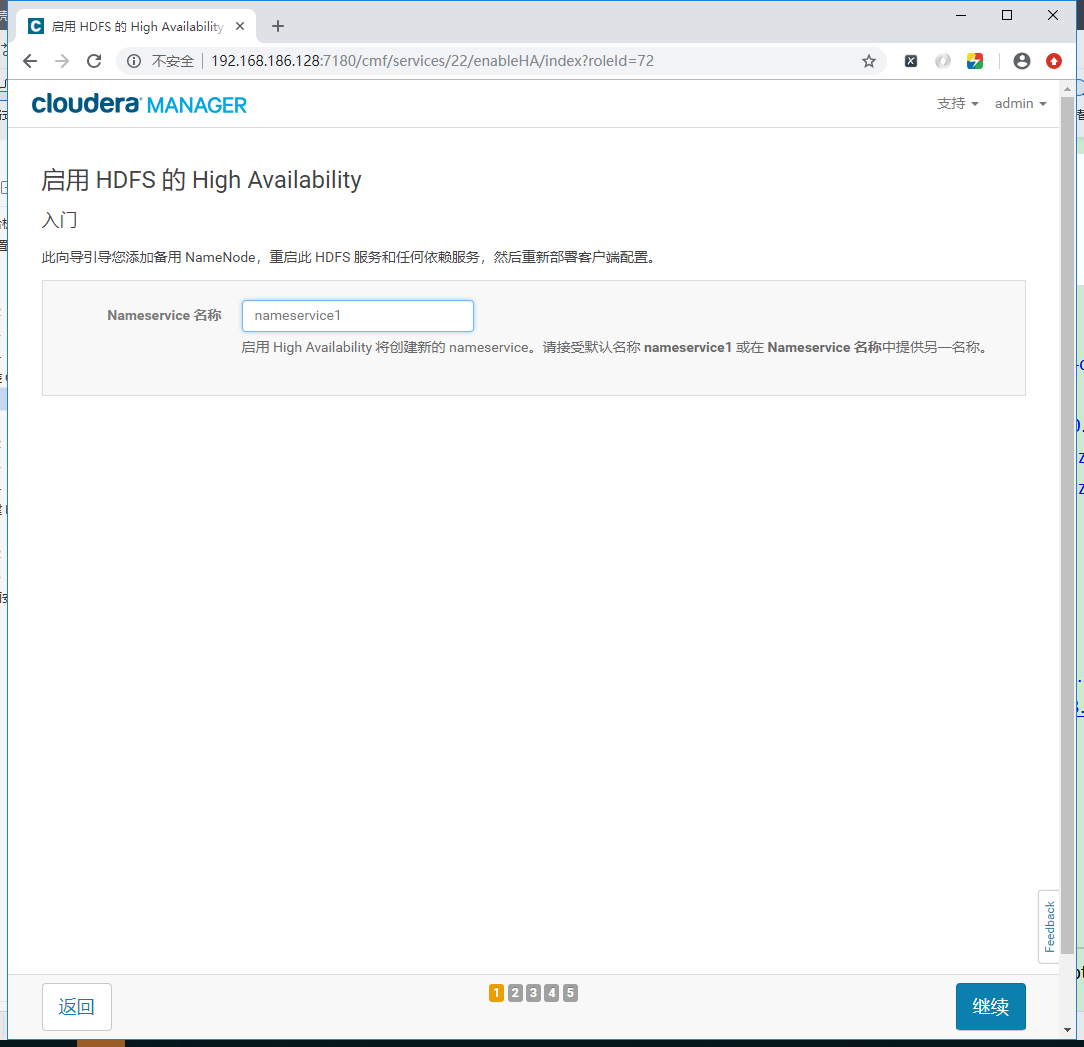 启用 HDFS 的 High Availability
不安全 192.168.186.128:7180/cmf/services/22/enableHA/index?roleId=72
cloudera MANAGER
支持 admin
启用 HDFS 的 High Availability
入门
此向导引导您添加备用 NameNode，重启此 HDFS 服务和任何依赖服务，然后重新部署客户端配置。
Nameservice 名称 nameservice1
启用 High Availability 将创建新的 nameservice。请接受默认名称 nameservice1 或在 Nameservice 名称中提供另一名称。
Feedback
返回 1 2 3 4 5 继续